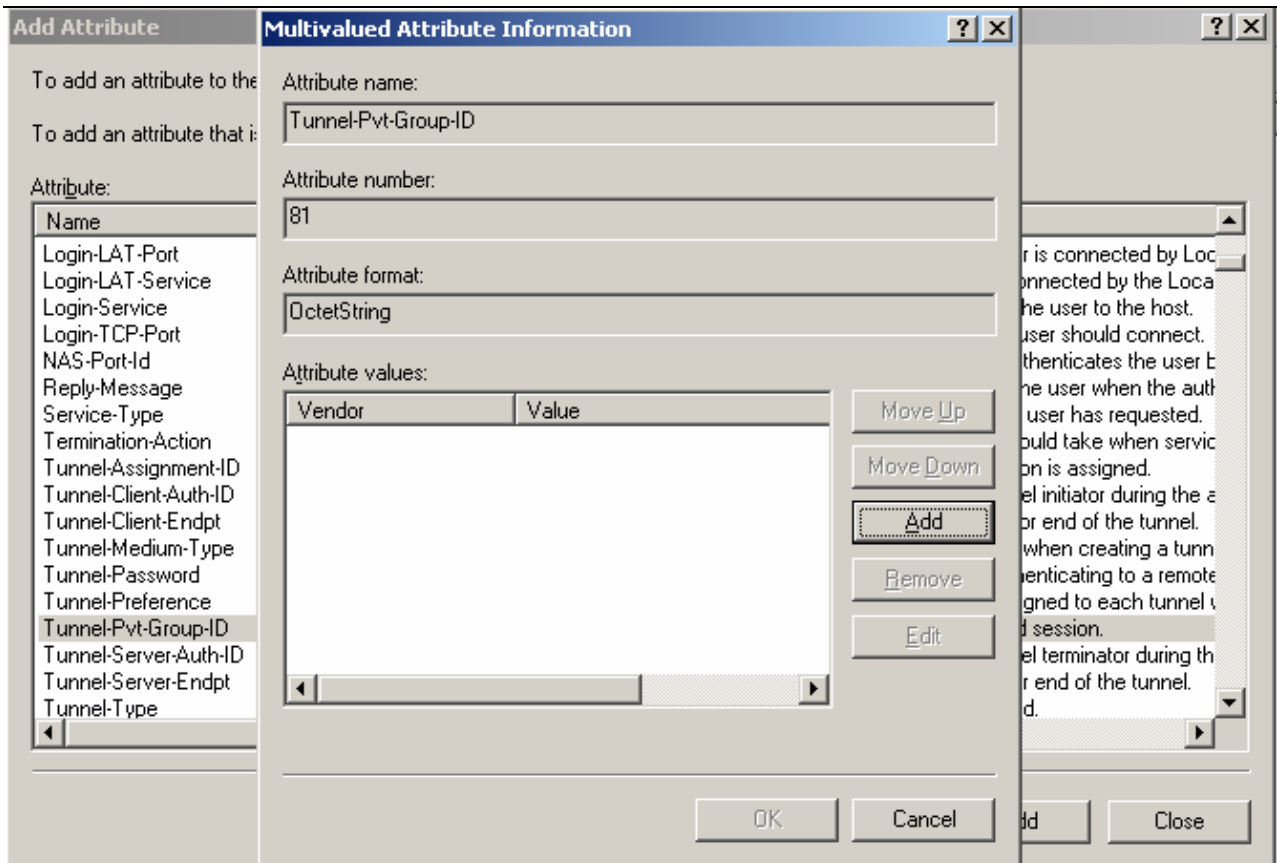 Add Attribute
Multivalued Attribute Information
To add an attribute to the
To add an attribute that
Attribute:
Name
Login-LAT-Port
Login-LAT-Service
Login-Service
Login-TCP-Port
NAS-Port-Id
Reply-Message
Service-Type
Termination-Action
Tunnel-Assignment-ID
Tunnel-Client-Auth-ID
Tunnel-Client-Endpt
Tunnel-Medium-Type
Tunnel-Password
Tunnel-Preference
Tunnel-Pvt-Group-ID
Tunnel-Server-Auth-ID
Tunnel-Server-Endpt
Tunnel-Type
Attribute name:
Tunnel-Pvt-Group-ID
Attribute number:
81
Attribute format:
OctetString
Attribute values:
Vendor Value
Move Up
Move Down
Add
Remove
Edit
OK Cancel
r is connected by Loc
onnected by the Loca
he user to the host.
user should connect.
thenticates the user b
he user when the auth
user has requested.
ould take when servic
on is assigned.
el initiator during the a
or end of the tunnel.
when creating a tunn
enticating to a remote
gned to each tunnel
d session.
el terminator during th
r end of the tunnel.
d.
dd Close